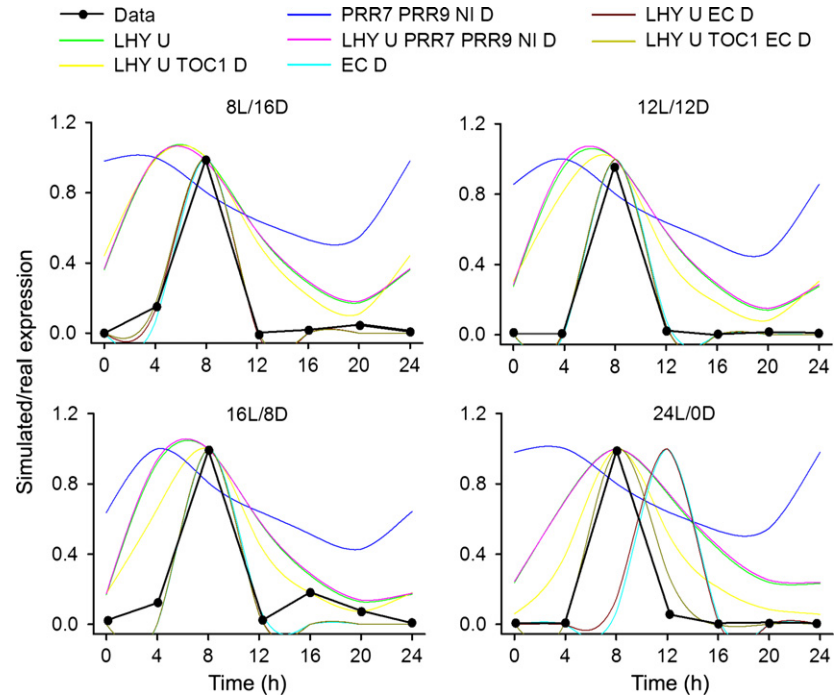 Data
PRR7 PRR9 NI D
LHY U EC D
LHY U
LHY U PRR7 PRR9 NI D
LHY U TOC1 EC D
LHY U TOC1 D
EC D
8L/16D
12L/12D
1.2
0.8
0.4
0.0
0 4 8 12 16 20 24
1.2
0.8
0.4
0.0
0 4 8 12 16 20 24
16L/8D
24L/0D
1.2
0.8
0.4
0.0
0 4 8 12 16 20 24
1.2
0.8
0.4
0.0
0 4 8 12 16 20 24
Simulated/real expression
Time (h)
Time (h)